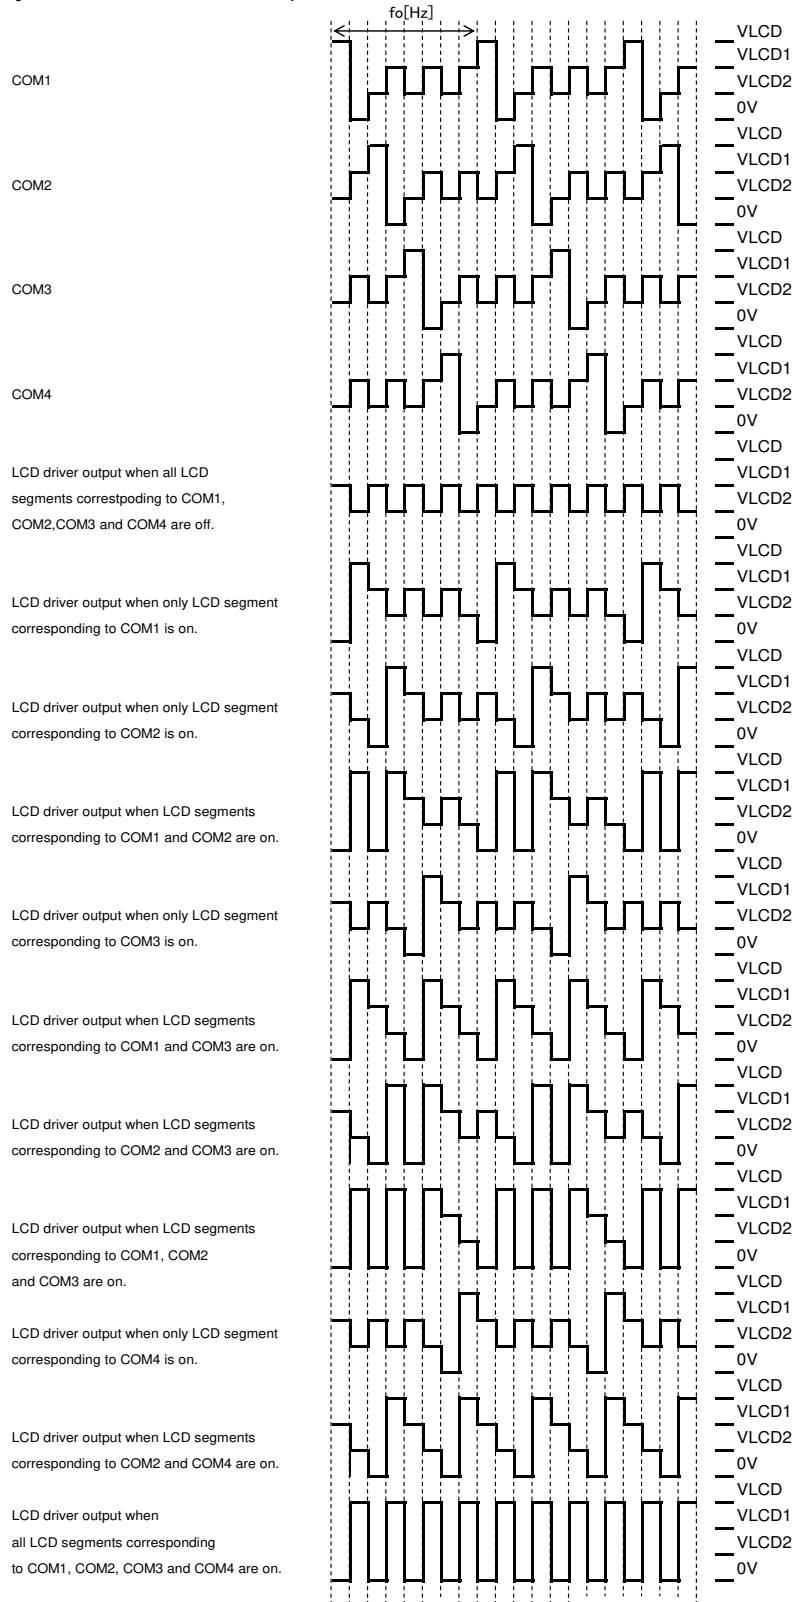 fo[Hz]
VLCD
VLCD1
COM1
VLCD2
0V
VLCD
VLCD1
COM2
VLCD2
0V
VLCD
VLCD1
COM3
VLCD2
0V
VLCD
VLCD1
COM4
VLCD2
0V
VLCD
LCD driver output when all LCD
VLCD1
segments correstpoding to COM1,
VLCD2
COM2,COM3 and COM4 are off.
0V
VLCD
VLCD1
LCD driver output when only LCD segment
VLCD2
corresponding to COM1 is on.
0V
VLCD
VLCD1
LCD driver output when only LCD segment
VLCD2
corresponding to COM2 is on.
0V
VLCD
VLCD1
LCD driver output when LCD segments
VLCD2
corresponding to COM1 and COM2 are on.
0V
VLCD
VLCD1
LCD driver output when only LCD segment
VLCD2
corresponding to COM3 is on.
0V
VLCD
VLCD1
LCD driver output when LCD segments
VLCD2
corresponding to COM1 and COM3 are on.
0V
VLCD
VLCD1
LCD driver output when LCD segments
VLCD2
corresponding to COM2 and COM3 are on.
0V
VLCD
VLCD1
LCD driver output when LCD segments
VLCD2
corresponding to COM1, COM2
0V
and COM3 are on.
VLCD
VLCD1
LCD driver output when only LCD segment
VLCD2
corresponding to COM4 is on.
0V
VLCD
VLCD1
LCD driver output when LCD segments
VLCD2
corresponding to COM2 and COM4 are on.
0V
VLCD
LCD driver output when
VLCD1
all LCD segments corresponding
VLCD2
to COM1, COM2, COM3 and COM4 are on.
0V